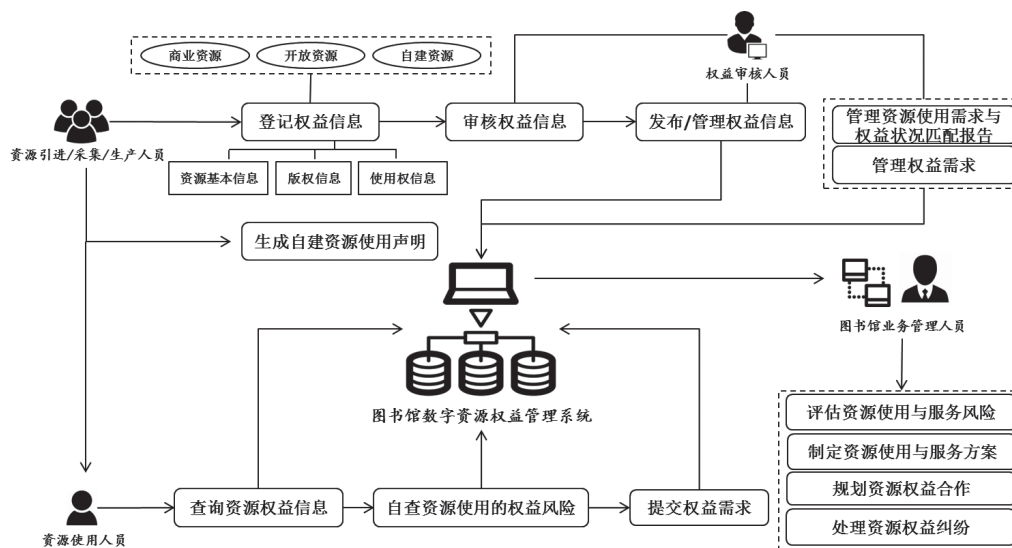 商业资源
开放资源
自建资源
权益审核人员
登记权益信息
审核权益信息
发布/管理权益信息
管理资源使用需求与
权益状况匹配报告
管理权益需求
资源引进/采集/生产人员
资源基本信息
版权信息
使用权信息
生成自建资源使用声明
图书馆业务管理人员
图书馆数字资源权益管理系统
评估资源使用与服务风险
制定资源使用与服务方案
规划资源权益合作
处理资源权益纠纷
查询资源权益信息
自查资源使用的权益风险
提交权益需求
资源使用人员